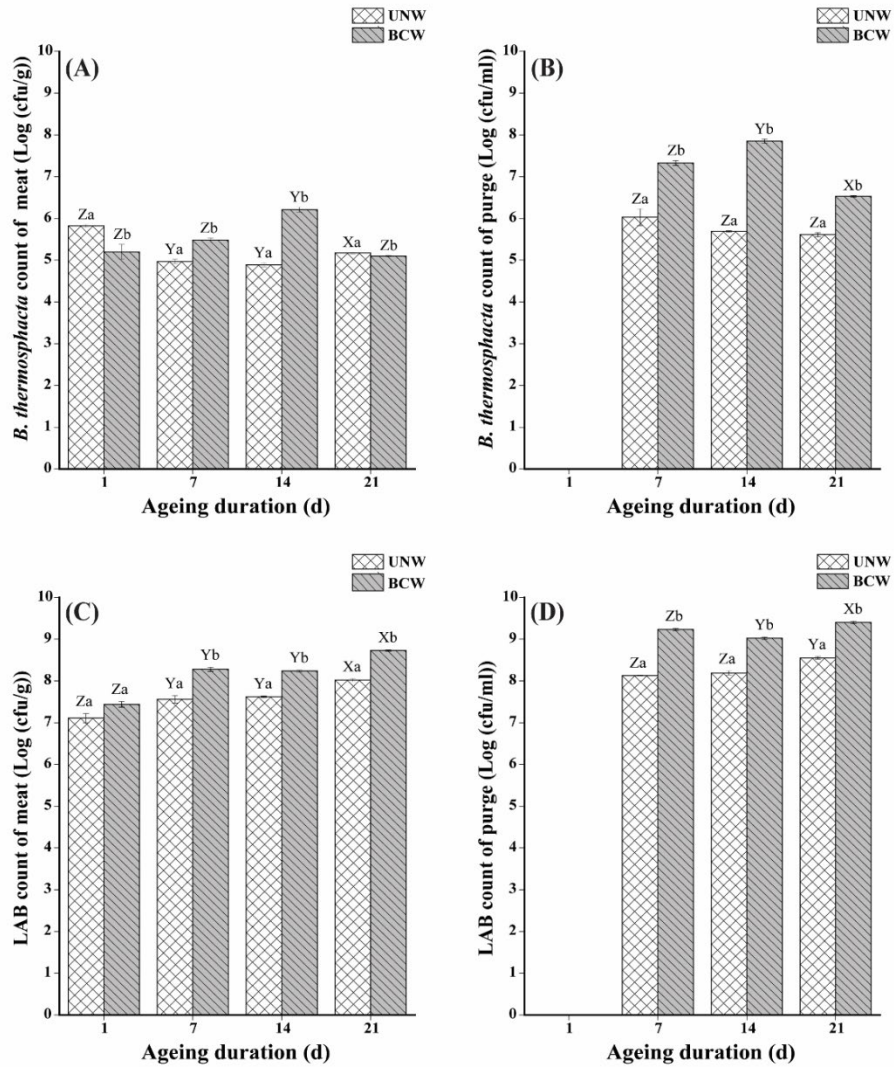 UNW
BCW
(A)
B. thermosphacta count of meat (Log (cfu/g))
10
9
8
7
6
5
4
3
2
1
0
Za
Zb
Ya
Zb
Ya
Yb
Xa
Zb
1
7
14
21
Ageing duration (d)
UNW
BCW
(B)
B. thermosphacta count of purge (Log (cfu/ml))
10
9
8
7
6
5
4
3
2
1
0
Za
Zb
Za
Yb
Za
Xb
1
7
14
21
Ageing duration (d)
UNW
BCW
(C)
LAB count of meat (Log (cfu/g))
10
9
8
7
6
5
4
3
2
1
0
Za
Za
Ya
Yb
Ya
Yb
Xa
Xb
1
7
14
21
Ageing duration (d)
UNW
BCW
(D)
LAB count of purge (Log (cfu/ml))
10
9
8
7
6
5
4
3
2
1
0
Za
Zb
Za
Yb
Ya
Xb
1
7
14
21
Ageing duration (d)